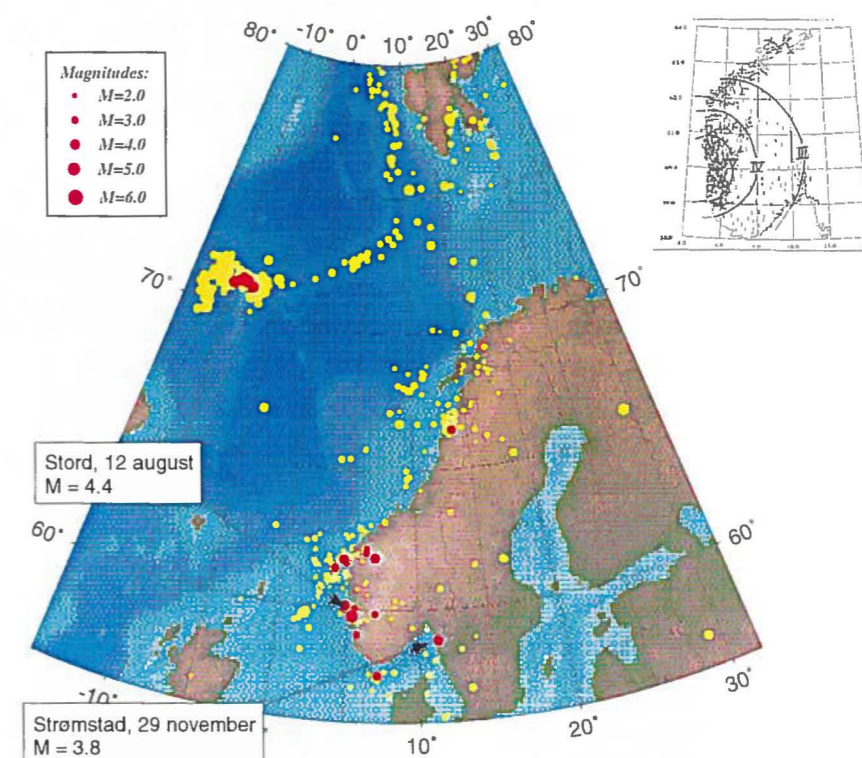 80° -10° 0° 10° 20° 30° 80°
Magnitudes:
M=2.0
M=3.0
M=4.0
M=5.0
M=6.0
III
IV
V
70° 70°
Stord, 12 august
M = 4.4
60° 60°
-10°
30°
20°
10°
Strømstad, 29 november
M = 3.8